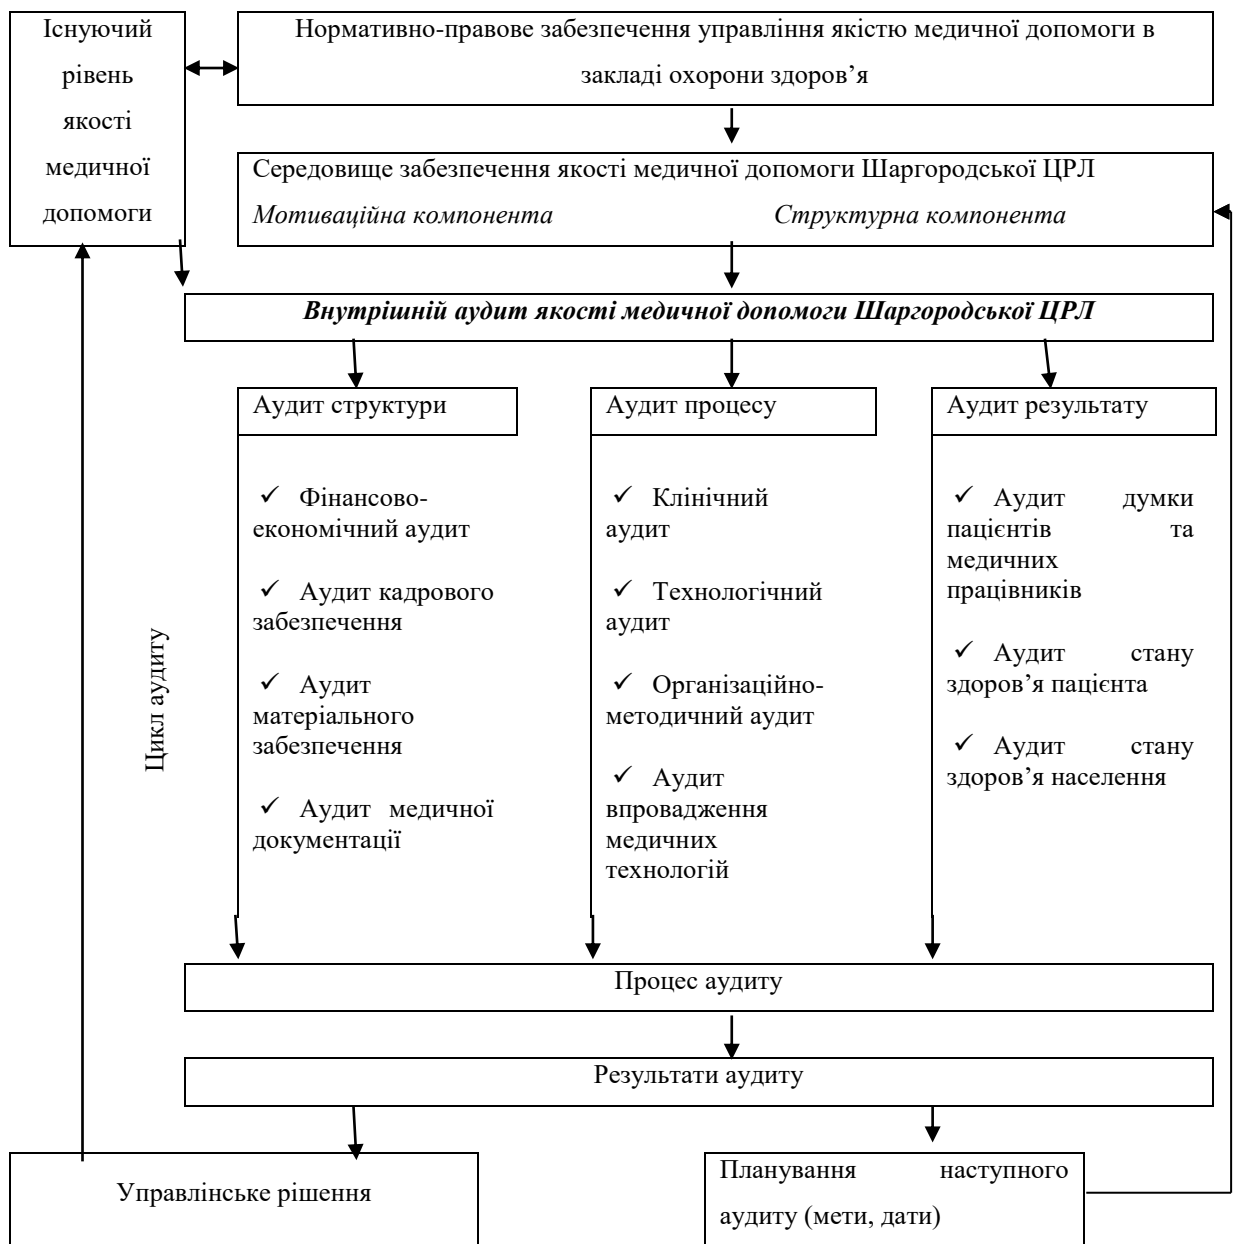 Існуючий
рівень
якості
медичної
допомоги
Нормативно-правове забезпечення управління якістю медичної допомоги в
закладі охорони здоров’я
Середовище забезпечення якості медичної допомоги Шаргородської ЦРЛ
Мотиваційна компонента Структурна компонента
Внутрішній аудит якості медичної допомоги Шаргородської ЦРЛ
Аудит структури
✓ Фінансово-
економічний аудит
✓ Аудит кадрового
забезпечення
✓ Аудит
матеріального
забезпечення
✓ Аудит медичної
документації
Аудит процесу
✓ Клінічний
аудит
✓ Технологічний
аудит
✓ Організаційно-
методичний аудит
✓ Аудит
впровадження
медичних
технологій
Аудит результату
✓ Аудит думки
пацієнтів та
медичних
працівників
✓ Аудит стану
здоров’я пацієнта
✓ Аудит стану
здоров’я населення
Цикл аудиту
Процес аудиту
Результати аудиту
Управлінське рішення
Планування наступного
аудиту (мети, дати)